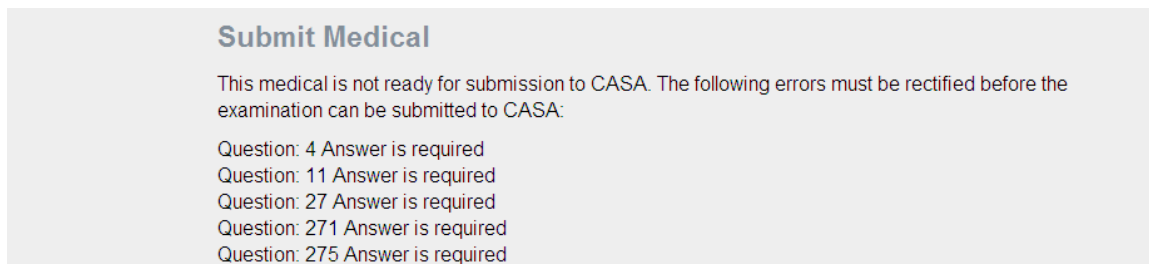 Submit Medical
This medical is not ready for submission to CASA. The following errors must be rectified before the
examination can be submitted to CASA:
Question: 4 Answer is required
Question: 11 Answer is required
Question: 27 Answer is required
Question: 271 Answer is required
Question: 275 Answer is required